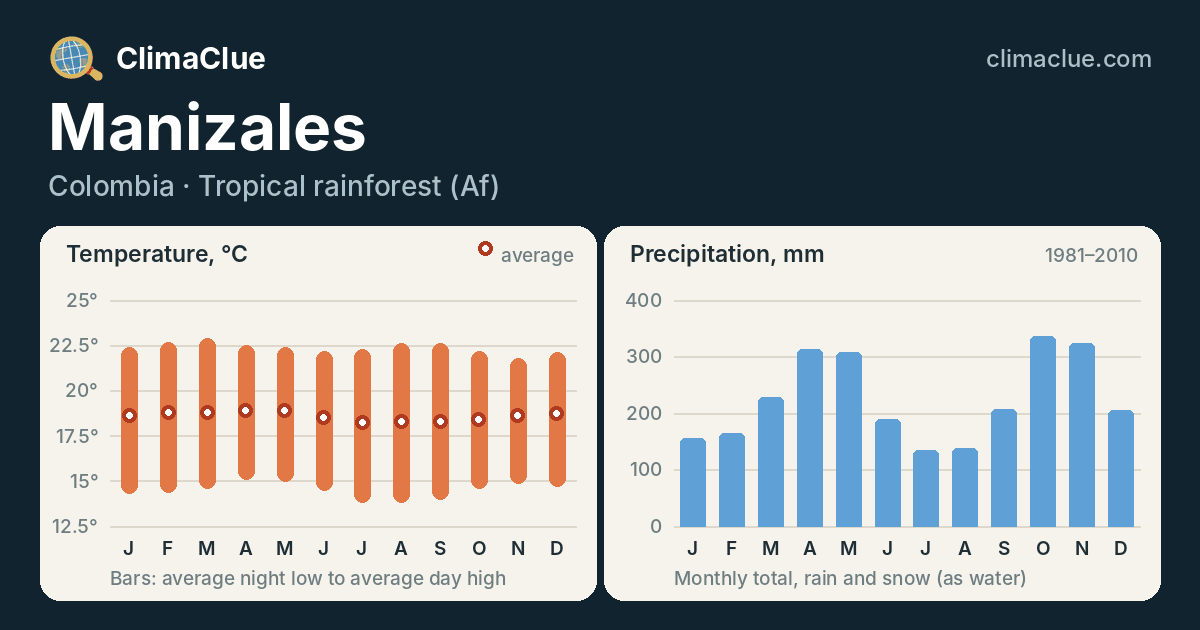 ClimaClue
climaclue.com
Manizales
Colombia · Tropical rainforest (Af)
Temperature, °C
average
25°
22.5°
20°
17.5°
15°
12.5°
J F M A M J J A S O N D
Bars: average night low to average day high
Precipitation, mm
1981–2010
400
300
200
100
0
J F M A M J J A S O N D
Monthly total, rain and snow (as water)